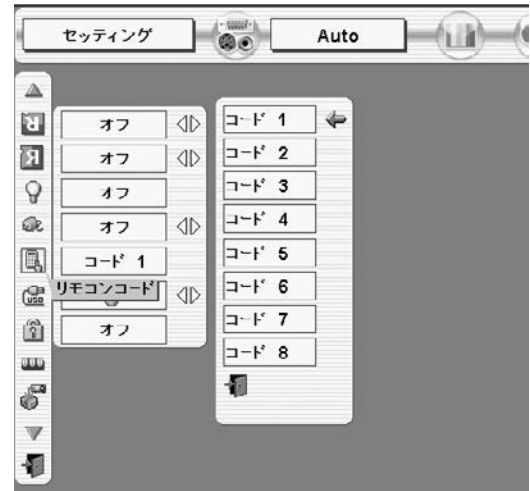 セッティング
Auto
オフ
オフ
オフ
オフ
コード 1
リモコンコード
オフ
コード 1
コード 2
コード 3
コード 4
コード 5
コード 6
コード 7
コード 8
USB